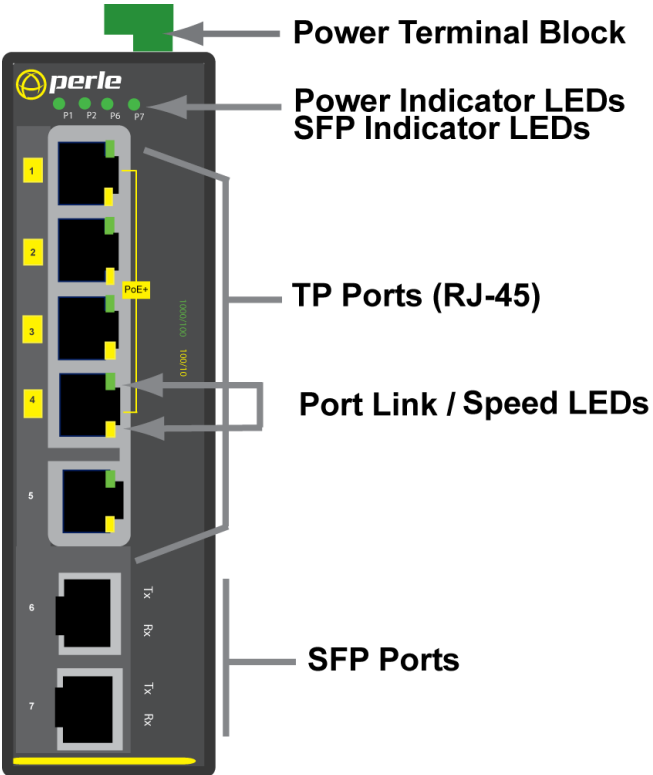 Power Terminal Block
perle
Power Indicator LEDs
SFP Indicator LEDs
P1 P2 P6 P7
1
2
PoE+
TP Ports (RJ-45)
1000/100
3
100/10
4
Port Link / Speed LEDs
5
Tx
6
Rx
SFP Ports
Tx
7
Rx